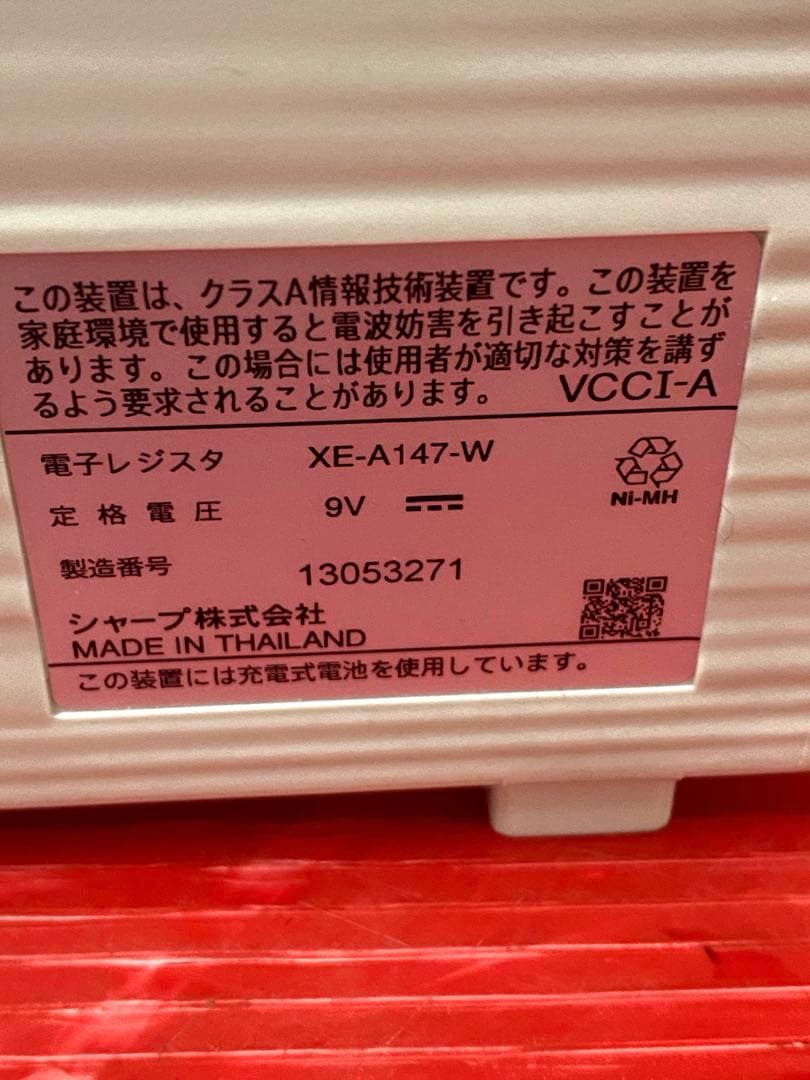 この装置は、クラスA情報技術装置です。この装置を
家庭環境で使用すると電波妨害を引き起こすことが
あります。この場合には使用者が適切な対策を講ず
るよう要求されることがあります。 VCCI-A
電子レジスタ XE-A147-W
定格電圧 9V
Ni-MH
製造番号 13053271
シャープ株式会社
MADE IN THAILAND
この装置には充電式電池を使用しています。